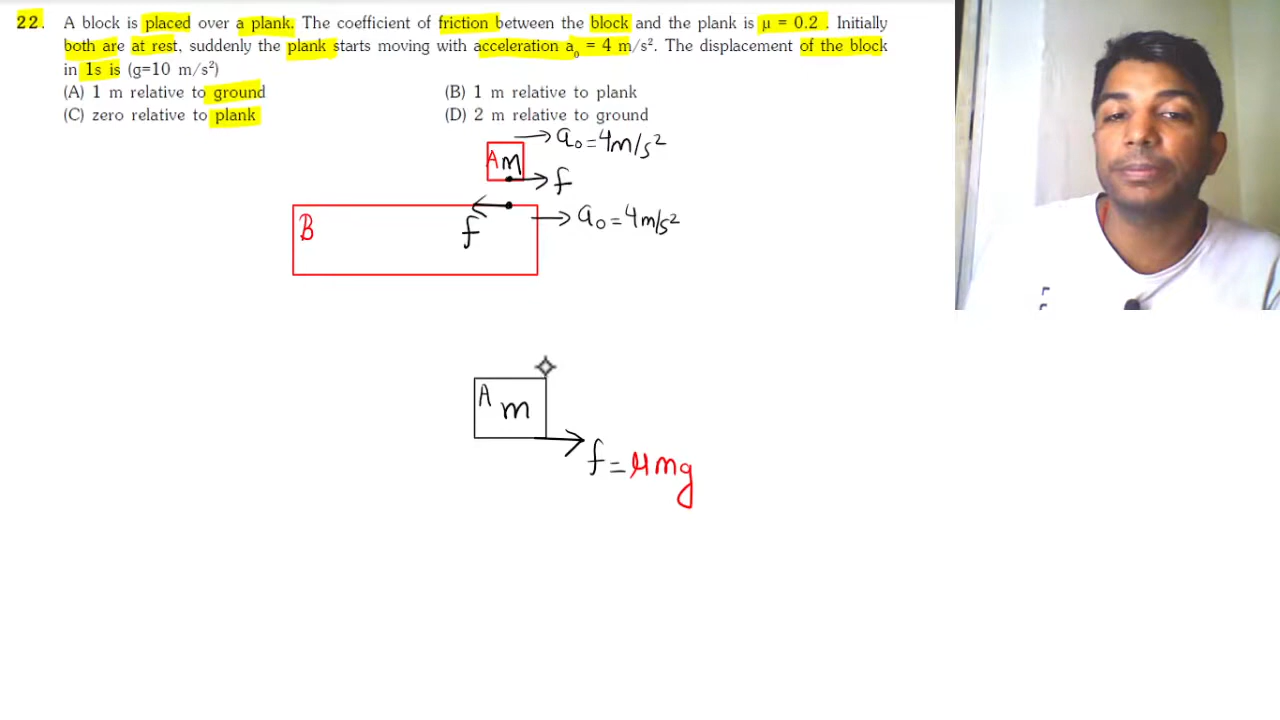 22. A block is placed over a plank. The coefficient of friction between the block and the plank is μ = 0.2 . Initially
both are at rest, suddenly the plank starts moving with acceleration a₀ = 4 m/s². The displacement of the block
in 1s is (g=10 m/s²)
(A) 1 m relative to ground (B) 1 m relative to plank
(C) zero relative to plank (D) 2 m relative to ground
a₀=4m/s²
A m
f
B
f
a₀=4m/s²
A m
f=μmg